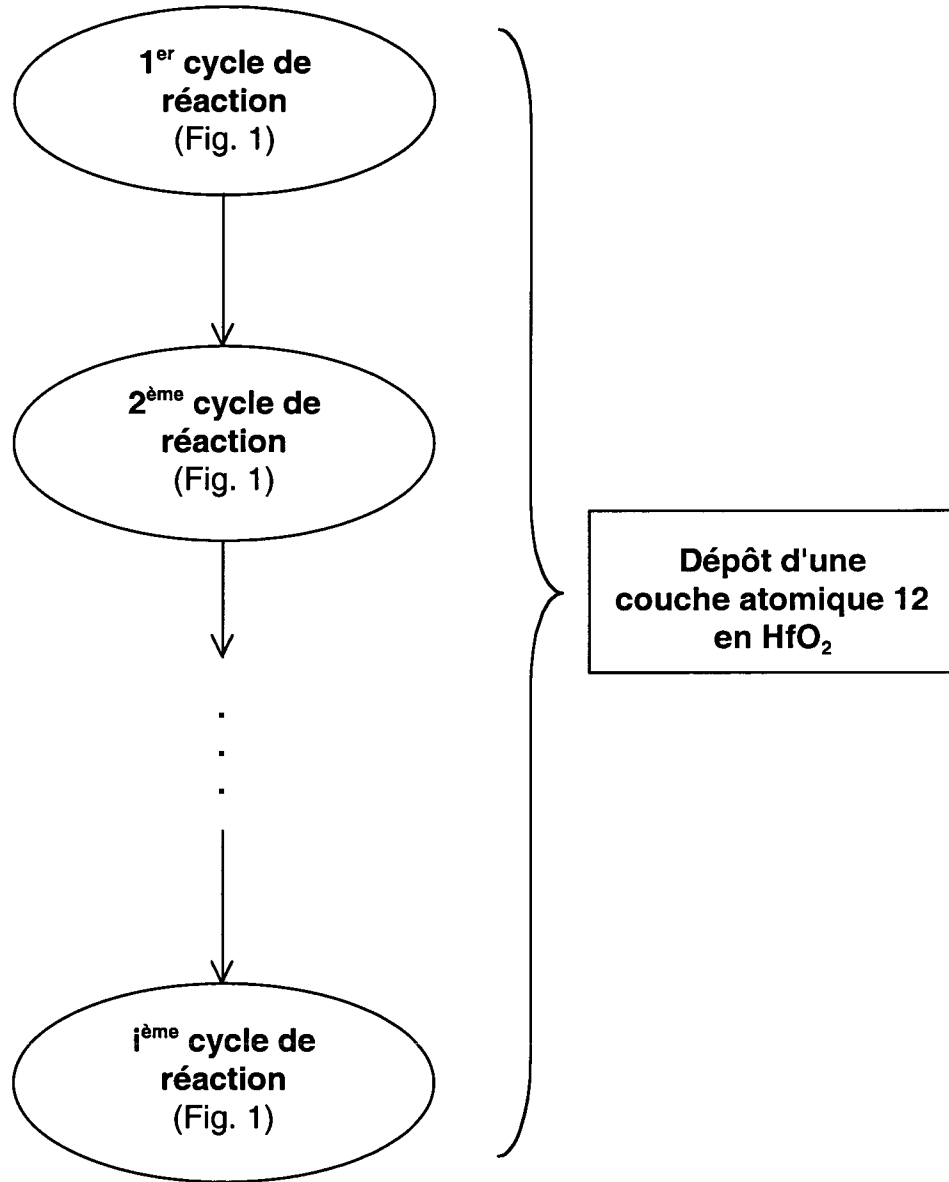 1er cycle de
réaction
(Fig. 1)
2ème cycle de
réaction
(Fig. 1)
.
.
.
ième cycle de
réaction
(Fig. 1)
Dépôt d'une
couche atomique 12
en HfO₂